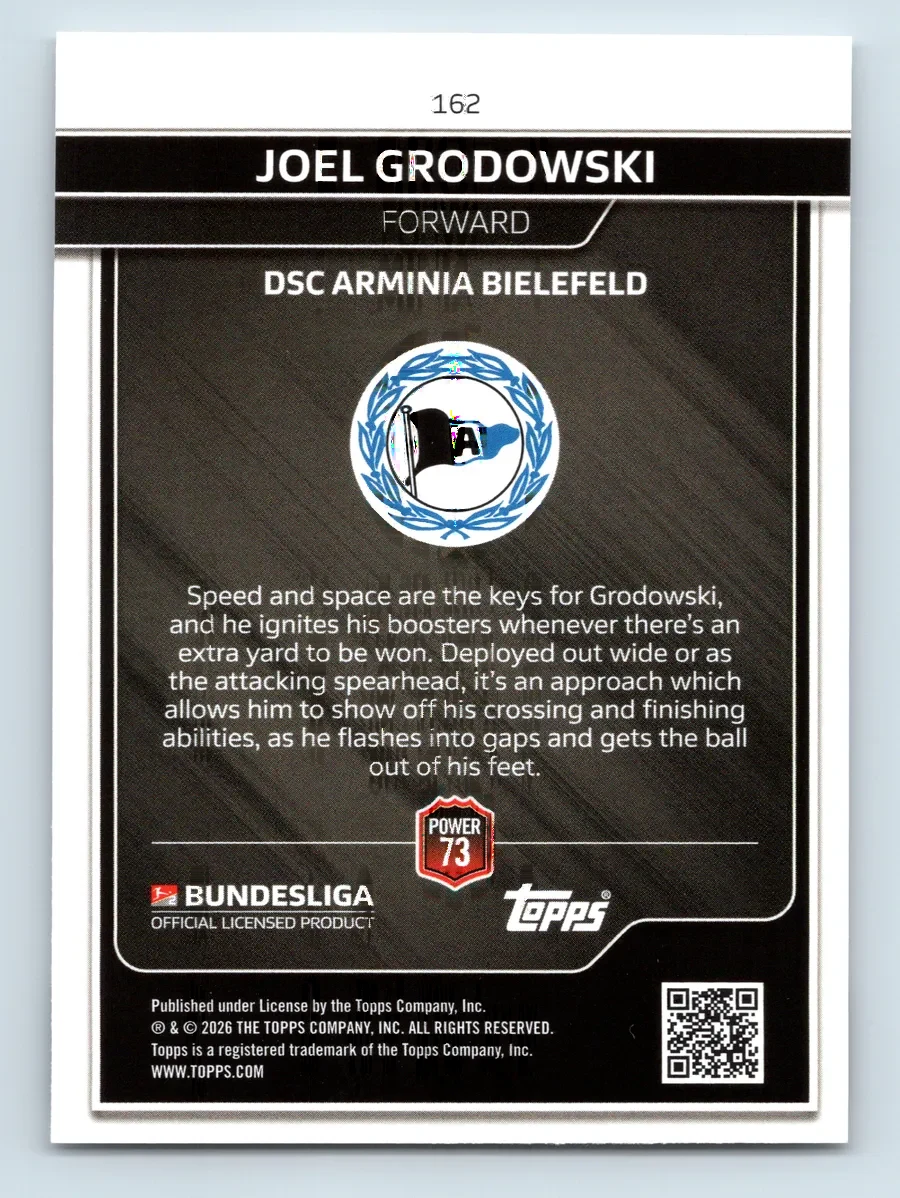 162
JOEL GRODOWSKI
FORWARD
DSC ARMINIA BIELEFELD
A
Speed and space are the keys for Grodowski,
and he ignites his boosters whenever there's an
extra yard to be won. Deployed out wide or as
the attacking spearhead, it's an approach which
allows him to show off his crossing and finishing
abilities, as he flashes into gaps and gets the ball
out of his feet.
POWER
73
BUNDESLIGA
OFFICIAL LICENSED PRODUCT
topps®
Published under License by the Topps Company, Inc.
® & © 2026 THE TOPPS COMPANY, INC. ALL RIGHTS RESERVED.
Topps is a registered trademark of the Topps Company, Inc.
WWW.TOPPS.COM